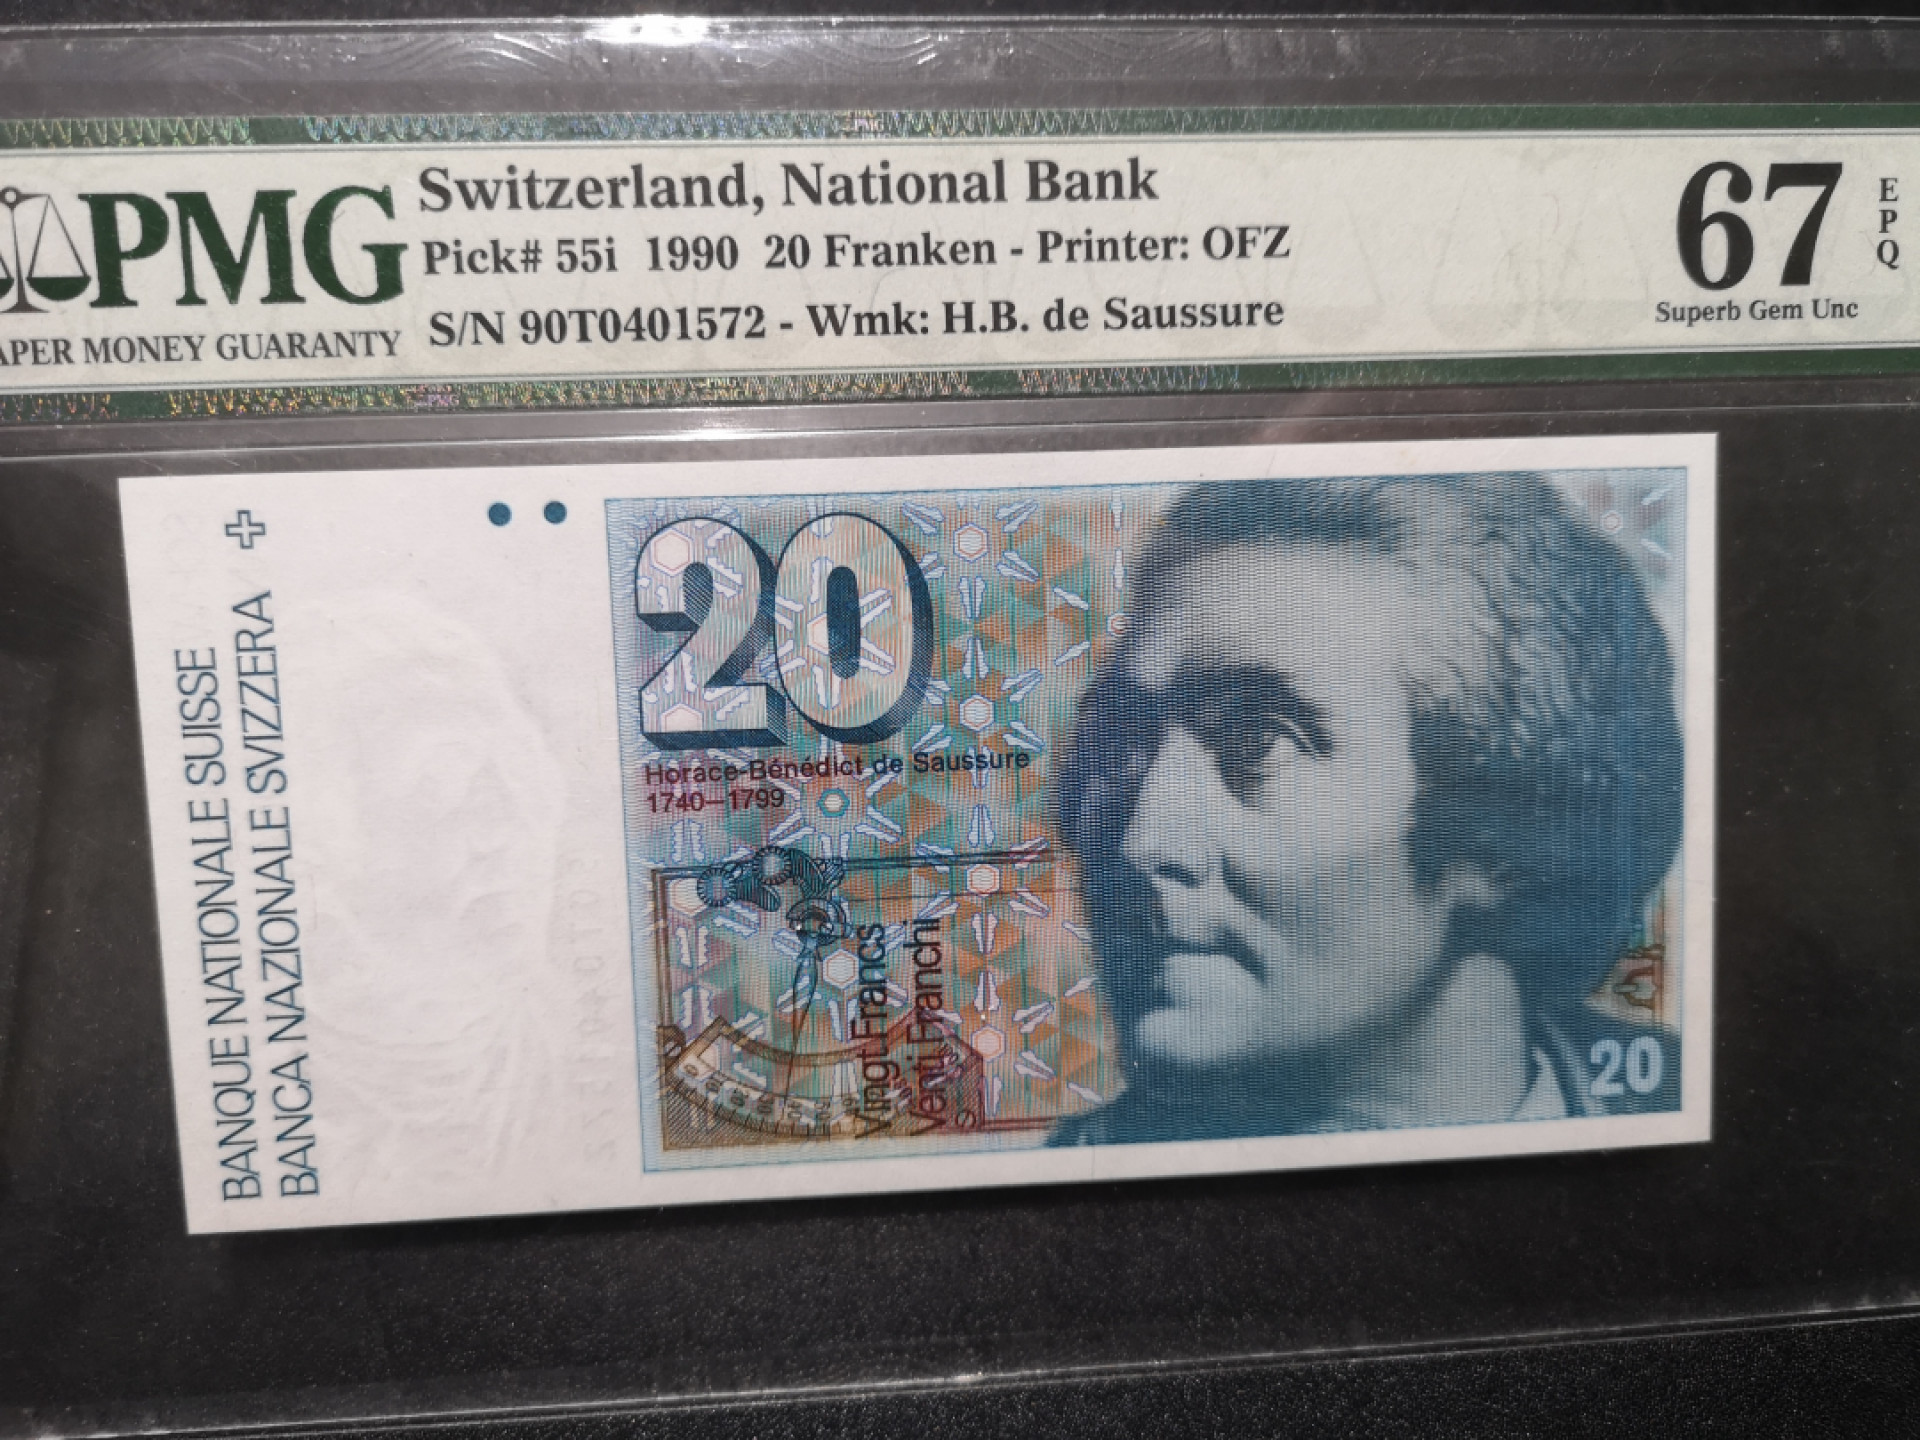 PMG
PAPER MONEY GUARANTY
Switzerland, National Bank
Pick# 55i 1990 20 Franken - Printer: OFZ
S/N 90T0401572 - Wmk: H.B. de Saussure
67
EPQ
Superb Gem Unc
BANQUE NATIONALE SUISSE
BANCA NAZIONALE SVIZZERA
20
Horace-Bénédict de Saussure
1740–1799
Vingt Francs
Venti Franchi
20